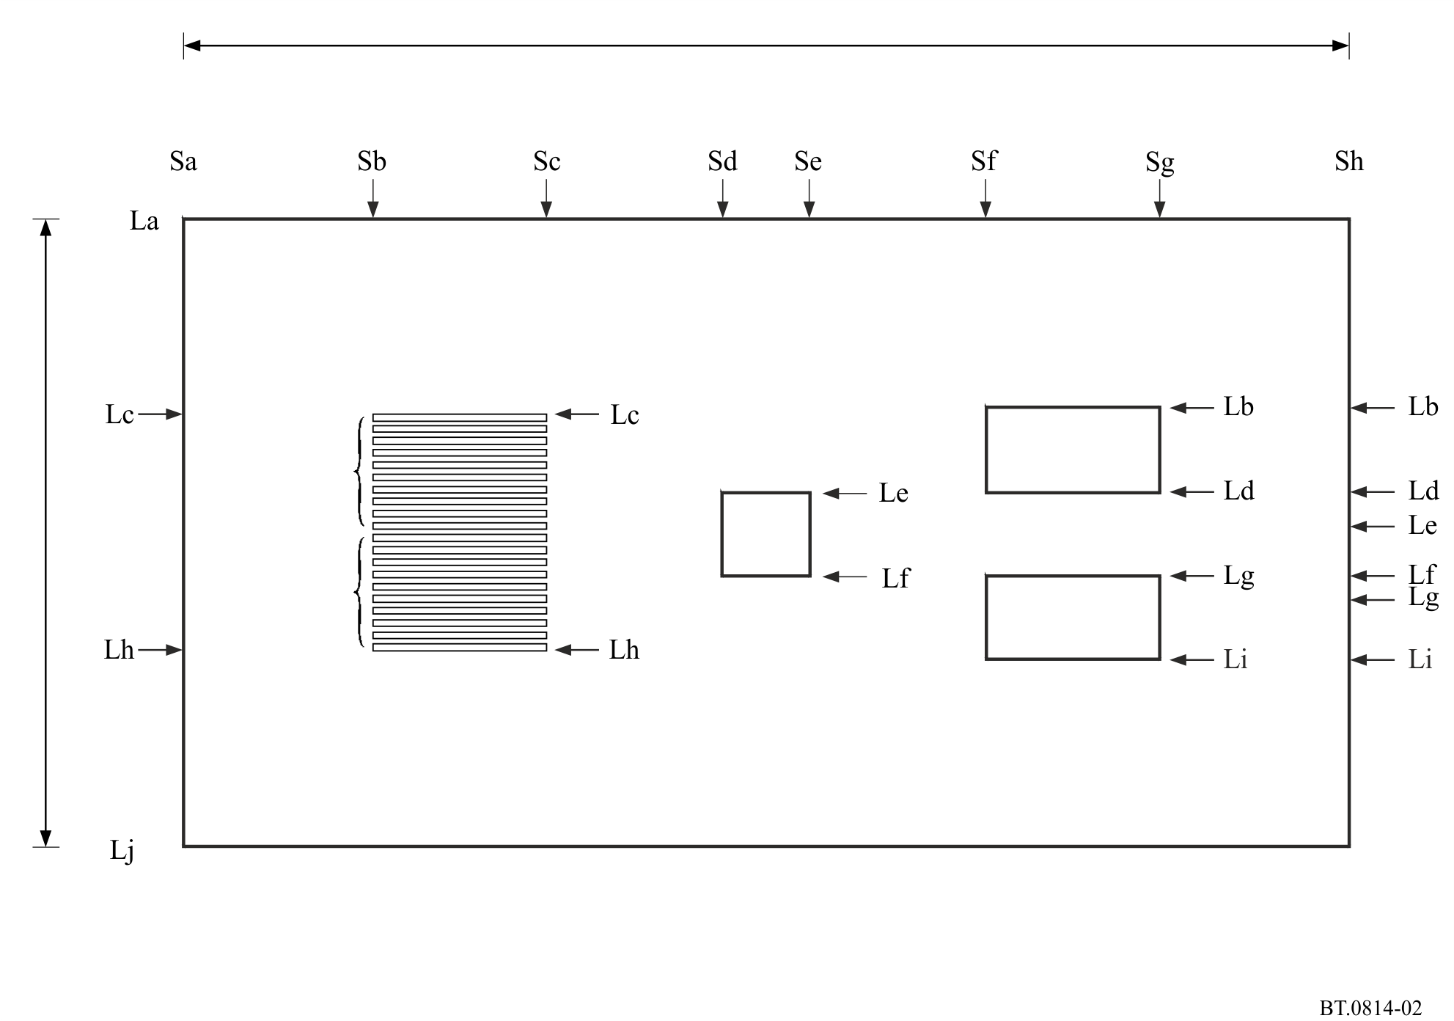 Sa Sb Sc Sd Se Sf Sg Sh
La
Lb Lb
Lc Lc
Le Ld Ld
Le
Lf Lg Lf
Lg
Lh Lh Li Li
Lj
BT.0814-02